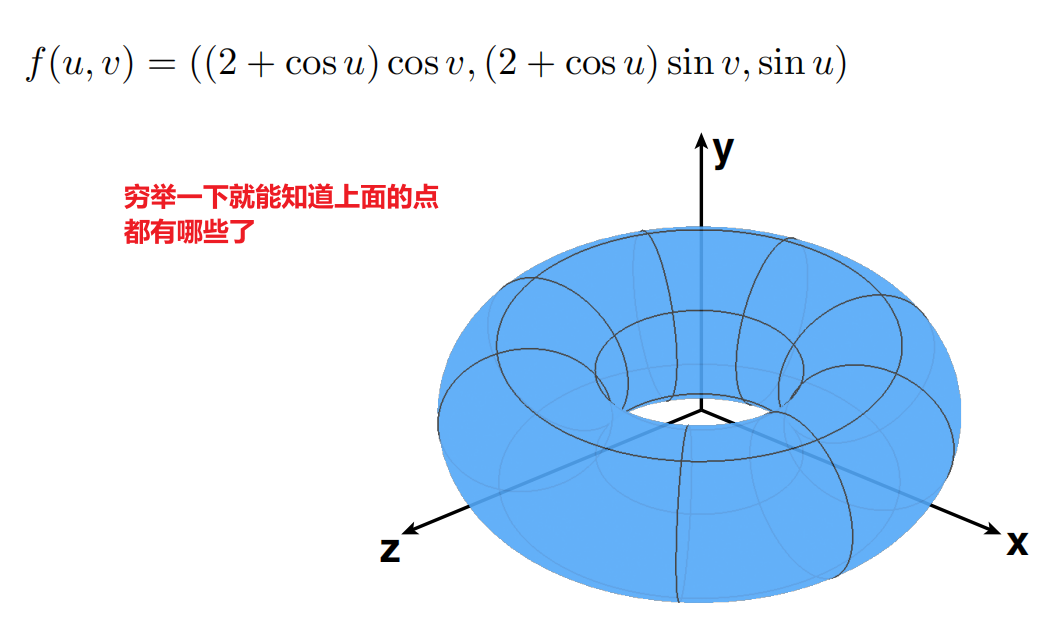 f(u, v) = ((2 + cos u) cos v, (2 + cos u) sin v, sin u)
y
穷举一下就能知道上面的点
都有哪些了
z
x